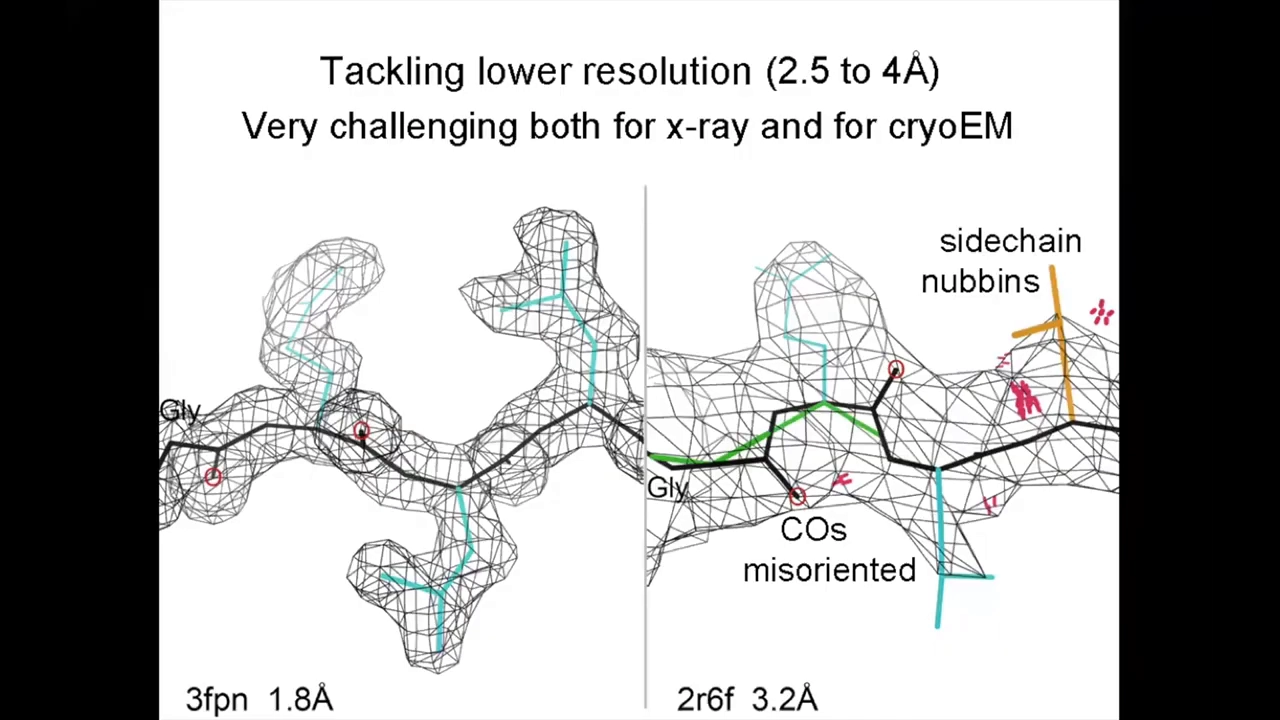 Tackling lower resolution (2.5 to 4Å)
Very challenging both for x-ray and for cryoEM
sidechain
nubbins
Gly
Gly
COs
misoriented
3fpn 1.8Å
2r6f 3.2Å